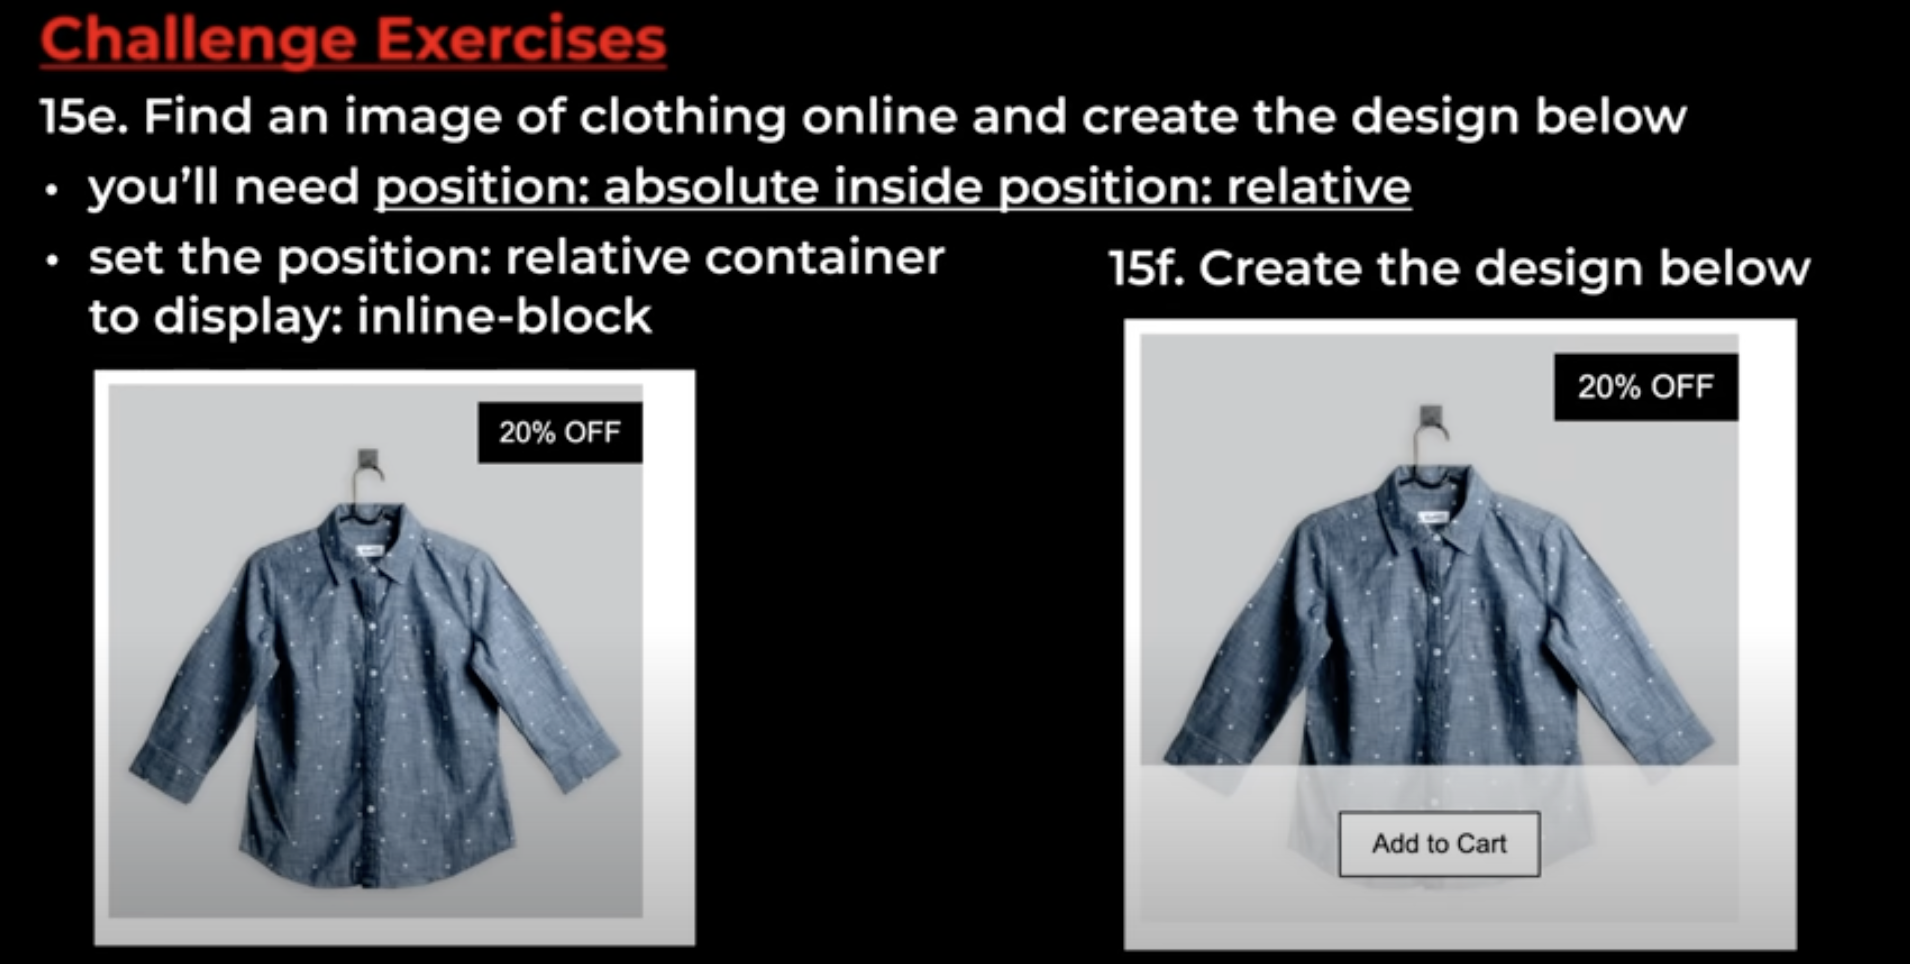 Challenge Exercises
15e. Find an image of clothing online and create the design below
• you'll need position: absolute inside position: relative
• set the position: relative container
to display: inline-block
20% OFF
15f. Create the design below
20% OFF
Add to Cart